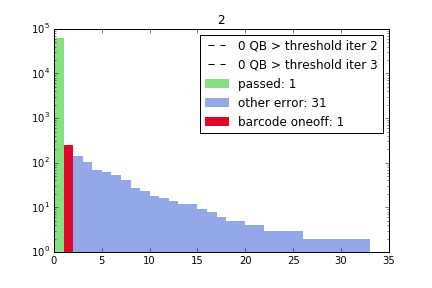 2
10^5
10^4
10^3
10^2
10^1
10^0
0 5 10 15 20 25 30 35
0 QB > threshold iter 2
0 QB > threshold iter 3
passed: 1
other error: 31
barcode oneoff: 1